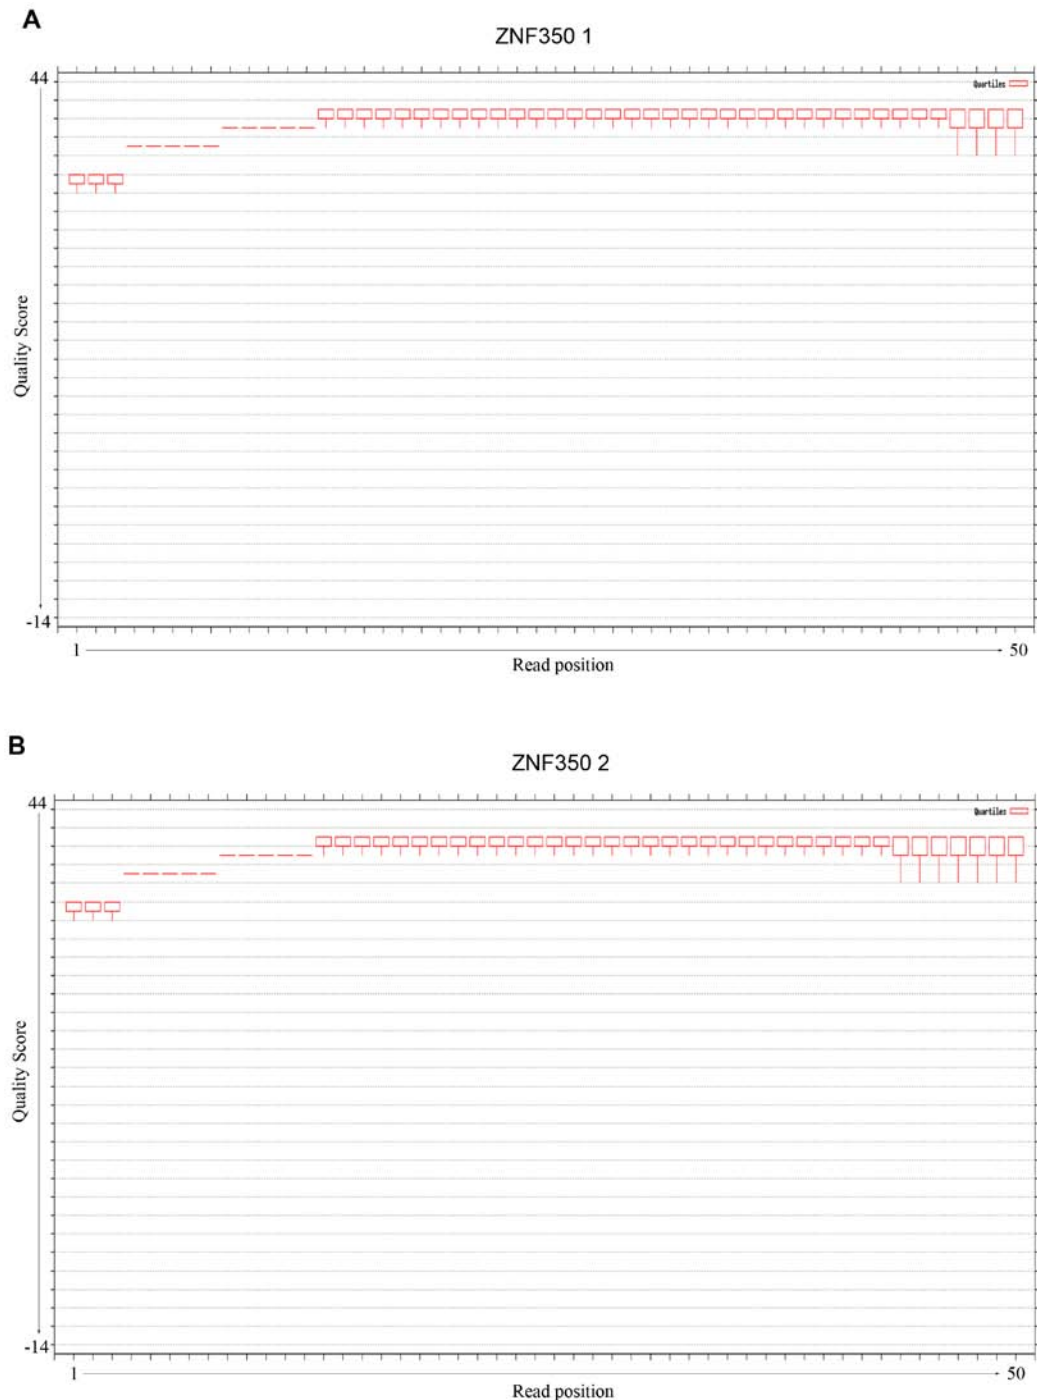 A
ZNF350 1
44
Quartiles
Quality Score
-14
1
50
Read position
B
ZNF350 2
44
Quartiles
Quality Score
-14
1
50
Read position